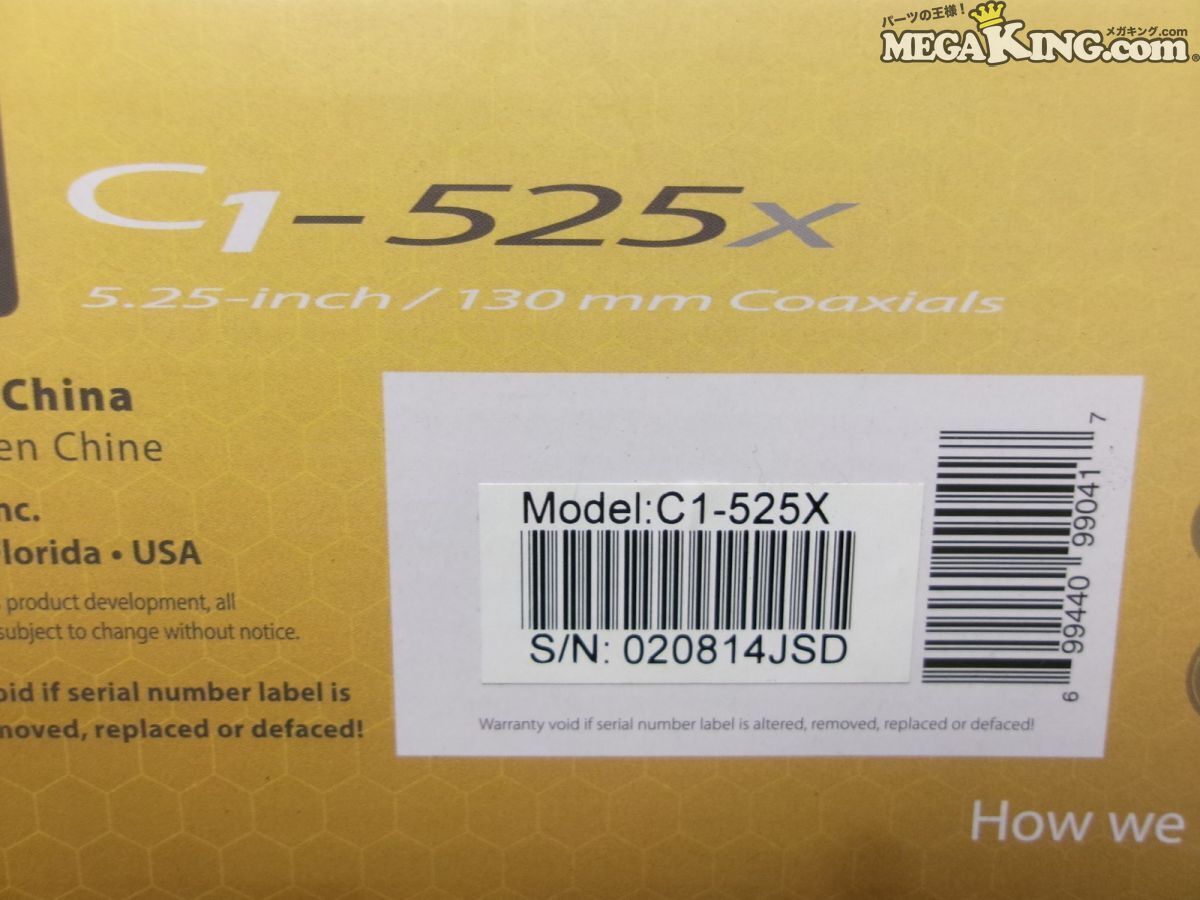 パーツの王様！
メガキング.com
MEGAKING.com®
C1-525x
5.25-inch / 130 mm Coaxials
China
en Chine
nc.
lorida • USA
product development, all
subject to change without notice.
oid if serial number label is
moved, replaced or defaced!
Model:C1-525X
S/N: 020814JSD
6 99440 99041 7
Warranty void if serial number label is altered, removed, replaced or defaced!
How we